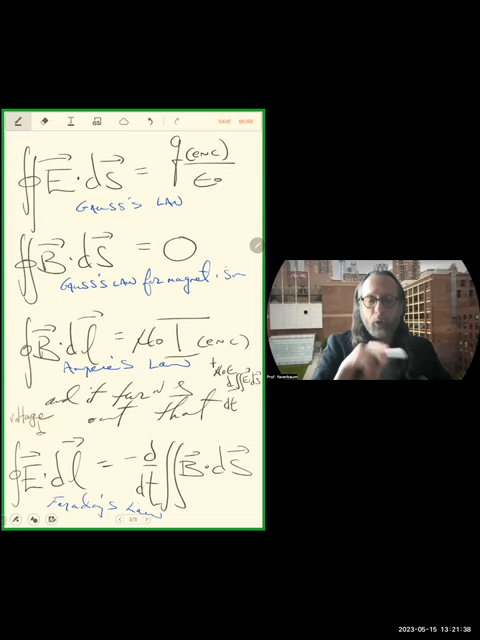 SAVE MORE
∯E⃗·dS⃗ = q(enc)/ε₀
GAUSS'S LAW
∯B⃗·dS⃗ = 0
GAUSS'S LAW for magnetism
∮B⃗·dl⃗ = μ₀I(enc)
Ampere's Law
+μ₀ε₀ d∬E⃗·dS⃗/dt
and it turns
out that
voltage
∮E⃗·dl⃗ = -d/dt∬B⃗·dS⃗
Faraday's Law
3/5
Prof. Yaverbaum
2023-05-15 13:21:38